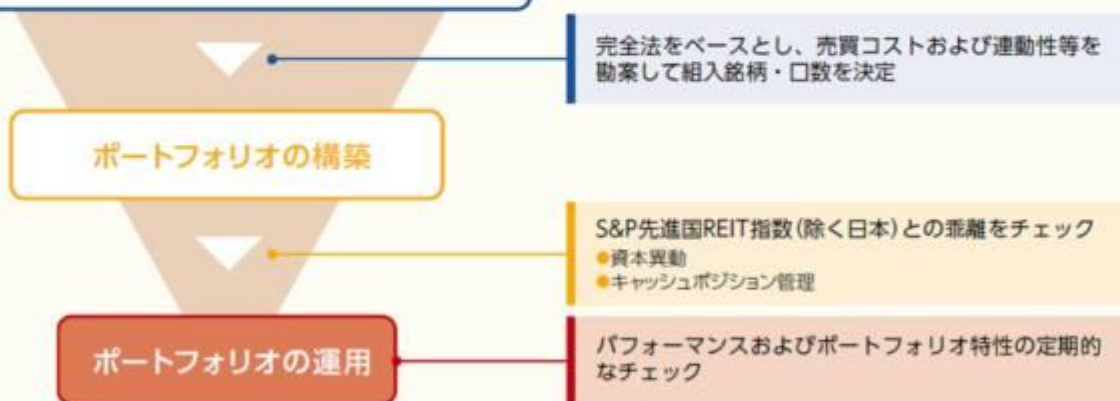 完全法をベースとし、売買コストおよび連動性等を
勘案して組入銘柄・口数を決定
ポートフォリオの構築
S&P先進国REIT指数(除く日本)との乖離をチェック
●資本異動
●キャッシュポジション管理
ポートフォリオの運用
パフォーマンスおよびポートフォリオ特性の定期的
なチェック